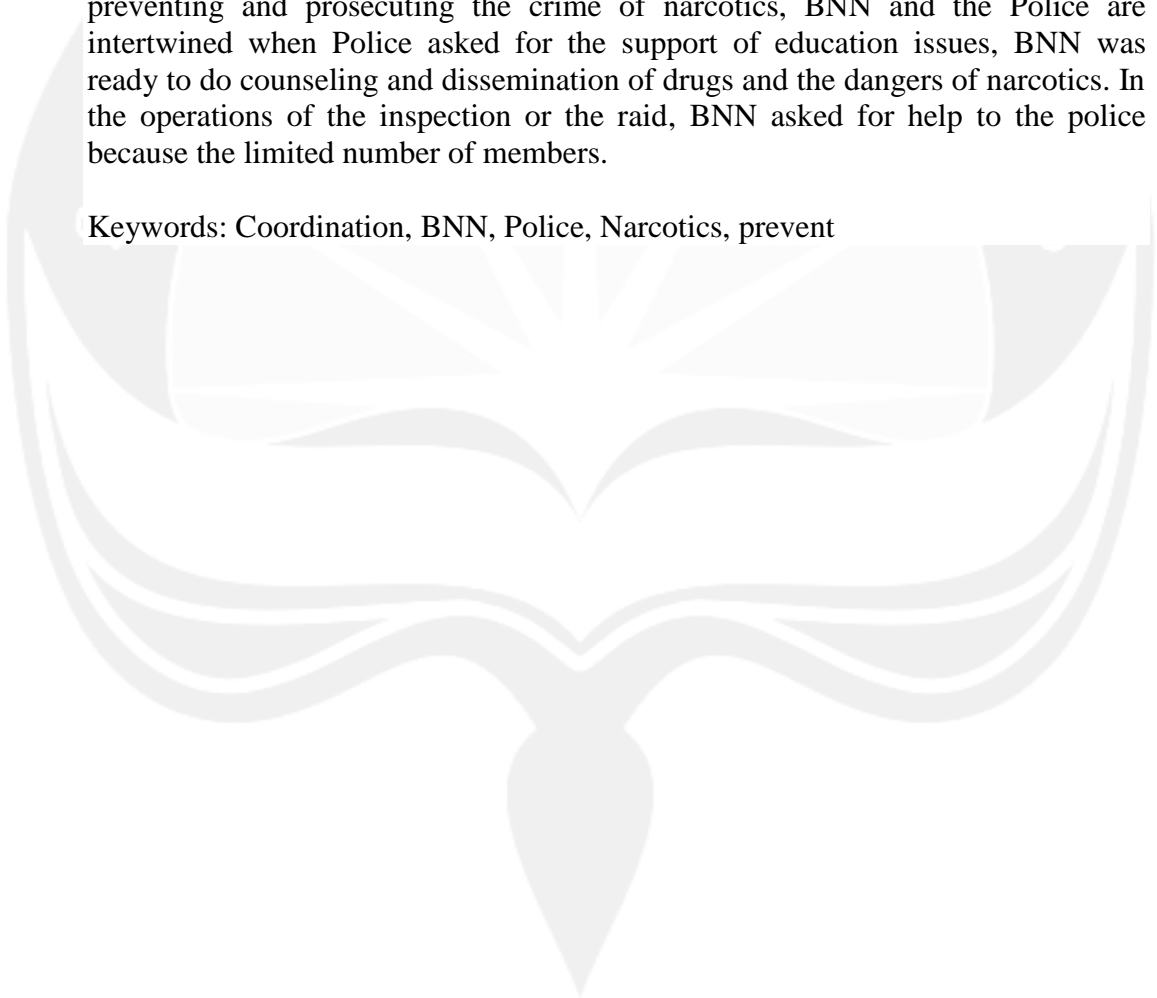 preventing and prosecuting the crime of narcotics, BNN and the Police are
intertwined when Police asked for the support of education issues, BNN was
ready to do counseling and dissemination of drugs and the dangers of narcotics. In
the operations of the inspection or the raid, BNN asked for help to the police
because the limited number of members.
Keywords: Coordination, BNN, Police, Narcotics, prevent